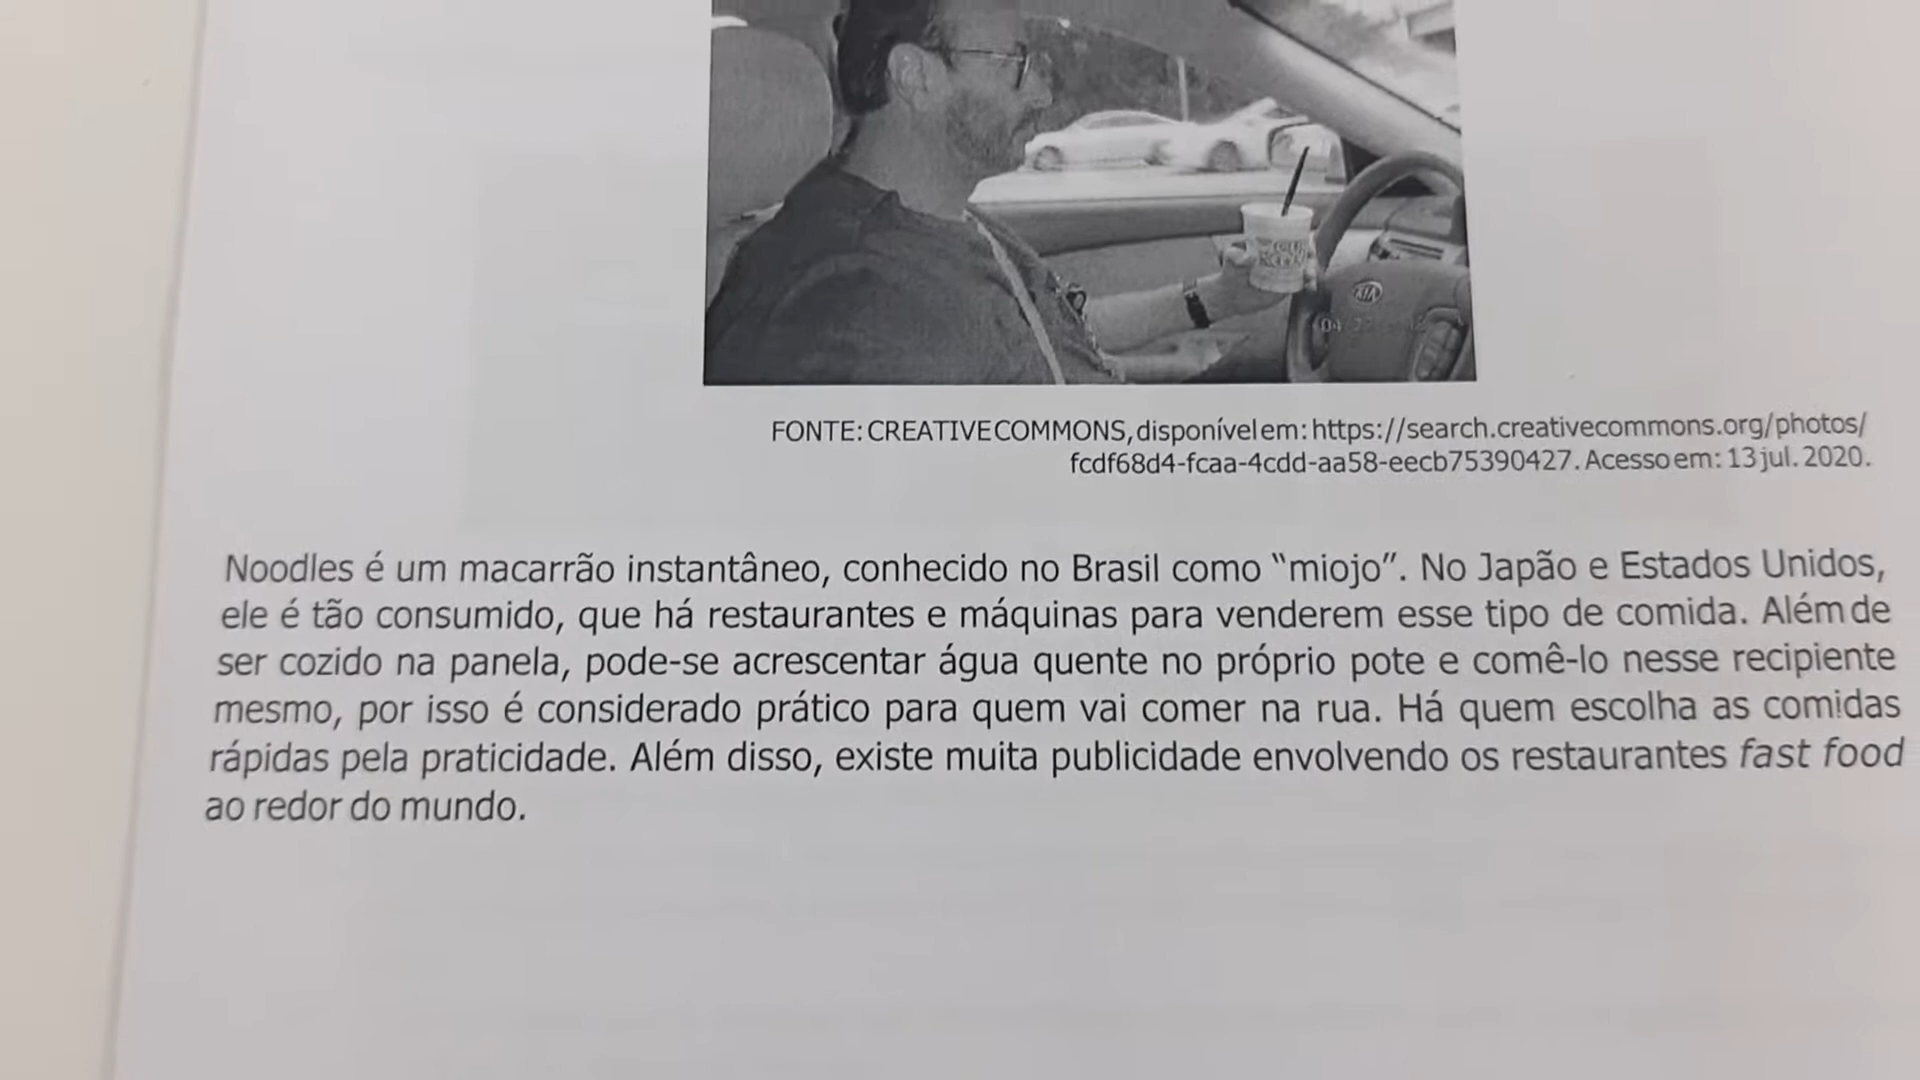 KIA
FONTE: CREATIVE COMMONS, disponível em: https://search.creativecommons.org/photos/
fcdf68d4-fcaa-4cdd-aa58-eecb75390427. Acesso em: 13 jul. 2020.
Noodles é um macarrão instantâneo, conhecido no Brasil como “miojo”. No Japão e Estados Unidos,
ele é tão consumido, que há restaurantes e máquinas para venderem esse tipo de comida. Além de
ser cozido na panela, pode-se acrescentar água quente no próprio pote e comê-lo nesse recipiente
mesmo, por isso é considerado prático para quem vai comer na rua. Há quem escolha as comidas
rápidas pela praticidade. Além disso, existe muita publicidade envolvendo os restaurantes fast food
ao redor do mundo.